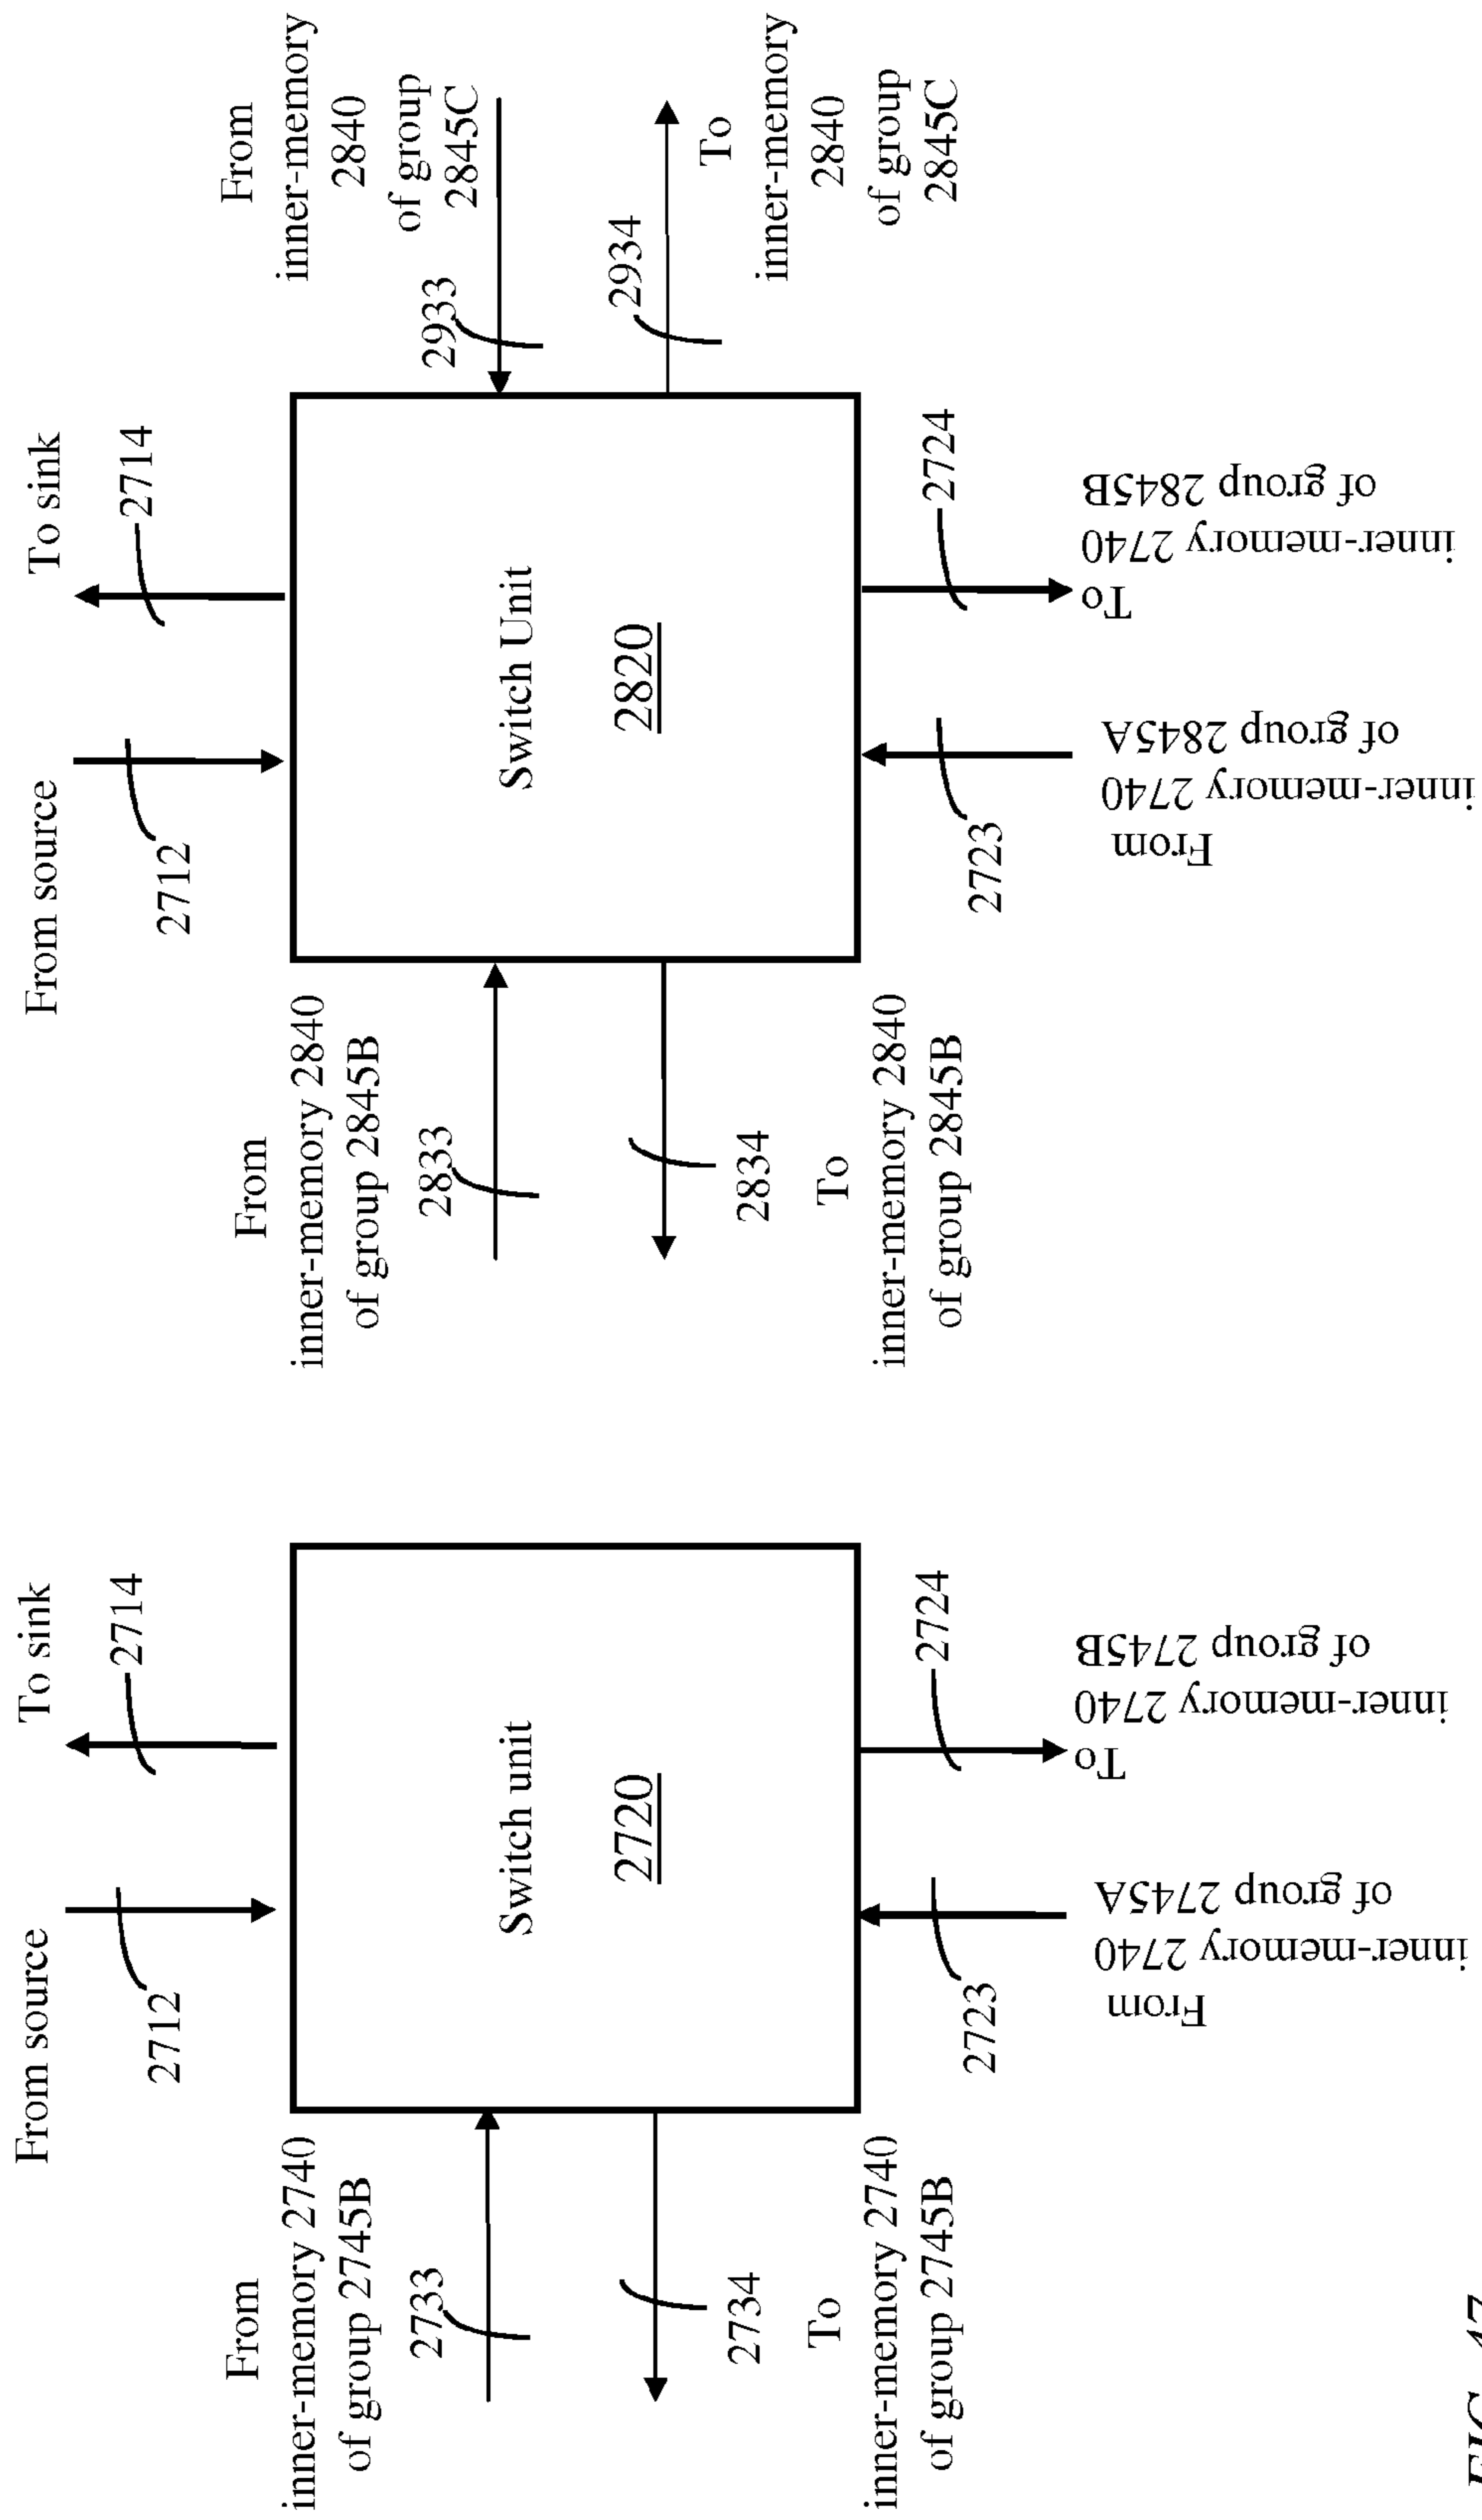 From source
To sink
2712
2714
From
inner-memory 2740
of group 2745B
2733
Switch unit
2720
2734
To
inner-memory 2740
of group 2745B
2723
2724
From
inner-memory 2740
of group 2745A
To
inner-memory 2740
of group 2745B
From source
To sink
2712
2714
From
inner-memory 2840
of group 2845B
2833
Switch Unit
2820
2834
To
inner-memory 2840
of group 2845B
From
inner-memory
2840
of group
2845C
2933
2934
To
inner-memory
2840
of group
2845C
2723
2724
From
inner-memory 2740
of group 2845A
To
inner-memory 2740
of group 2845B
FIG. 47